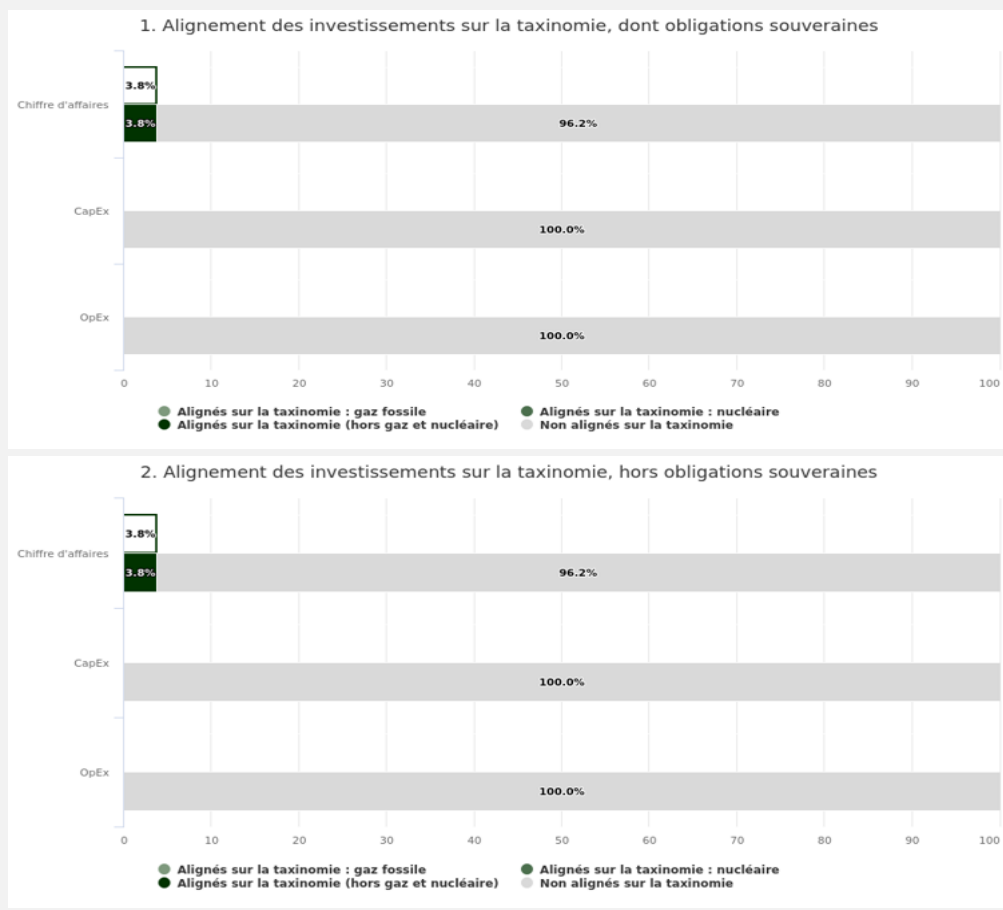 1. Alignement des investissements sur la taxinomie, dont obligations souveraines
3.8%
Chiffre d'affaires
3.8%
96.2%
CapEx
100.0%
OpEx
100.0%
0 10 20 30 40 50 60 70 80 90 100
Alignés sur la taxinomie : gaz fossile
Alignés sur la taxinomie : nucléaire
Alignés sur la taxinomie (hors gaz et nucléaire)
Non alignés sur la taxinomie
2. Alignement des investissements sur la taxinomie, hors obligations souveraines
3.8%
Chiffre d'affaires
3.8%
96.2%
CapEx
100.0%
OpEx
100.0%
0 10 20 30 40 50 60 70 80 90 100
Alignés sur la taxinomie : gaz fossile
Alignés sur la taxinomie : nucléaire
Alignés sur la taxinomie (hors gaz et nucléaire)
Non alignés sur la taxinomie